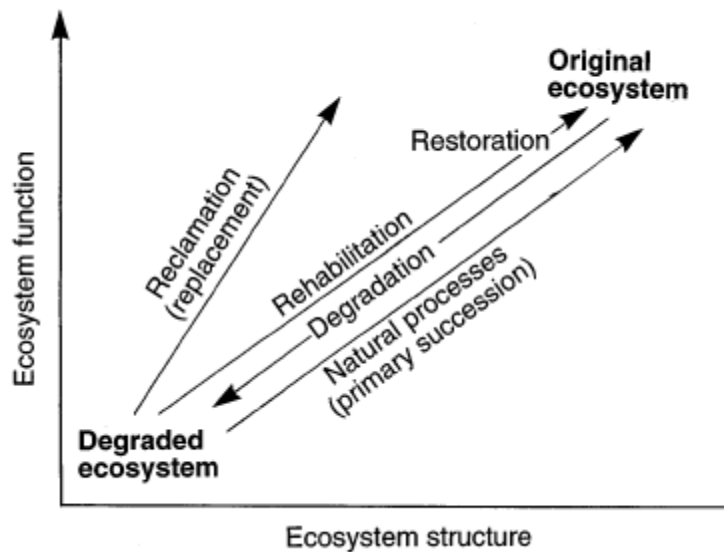 Original
ecosystem
Restoration
Reclamation
(replacement)
Rehabilitation
Degradation
Natural processes
(primary succession)
Degraded
ecosystem
Ecosystem function
Ecosystem structure